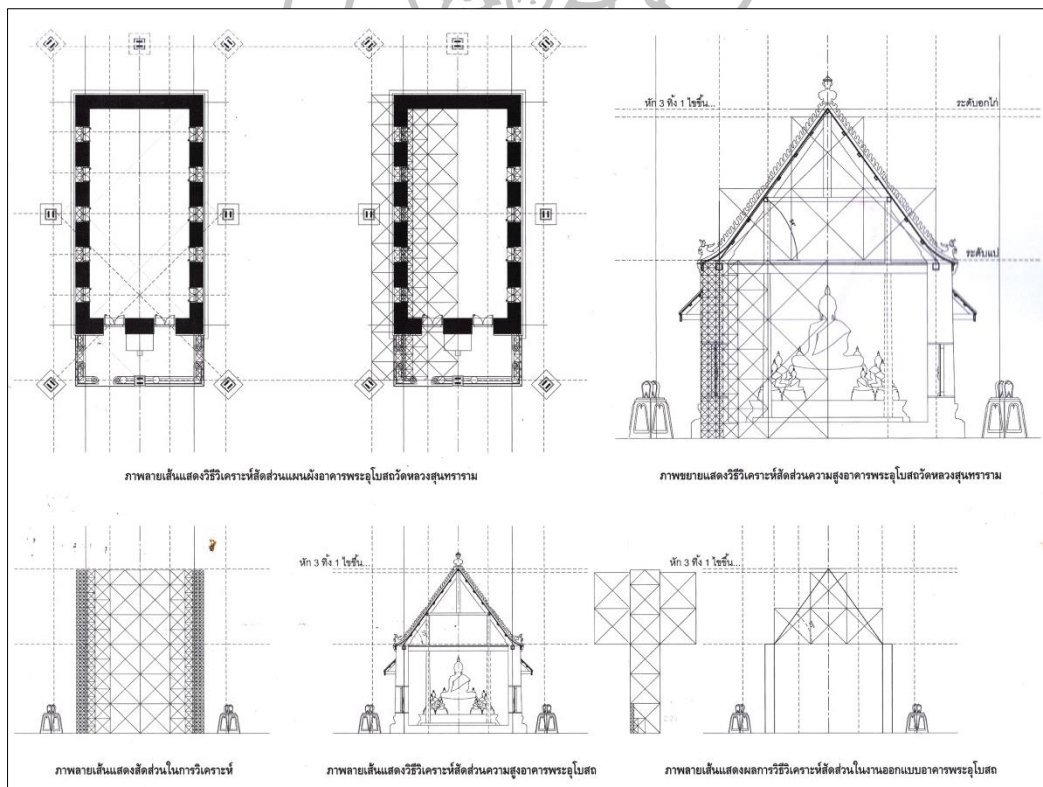 หัก 3 ทิ้ง 1 ไขขึ้น...
ระดับอกไก่
ระดับแป
ภาพลายเส้นแสดงวิธีวิเคราะห์สัดส่วนแผนผังอาคารพระอุโบสถวัดหลวงสุนทราราม
ภาพขยายแสดงวิธีวิเคราะห์สัดส่วนความสูงอาคารพระอุโบสถวัดหลวงสุนทราราม
หัก 3 ทิ้ง 1 ไขขึ้น...
หัก 3 ทิ้ง 1 ไขขึ้น...
ภาพลายเส้นแสดงสัดส่วนในการวิเคราะห์
ภาพลายเส้นแสดงวิธีวิเคราะห์สัดส่วนความสูงอาคารพระอุโบสถ
ภาพลายเส้นแสดงผลการวิธีวิเคราะห์สัดส่วนในงานออกแบบอาคารพระอุโบสถ